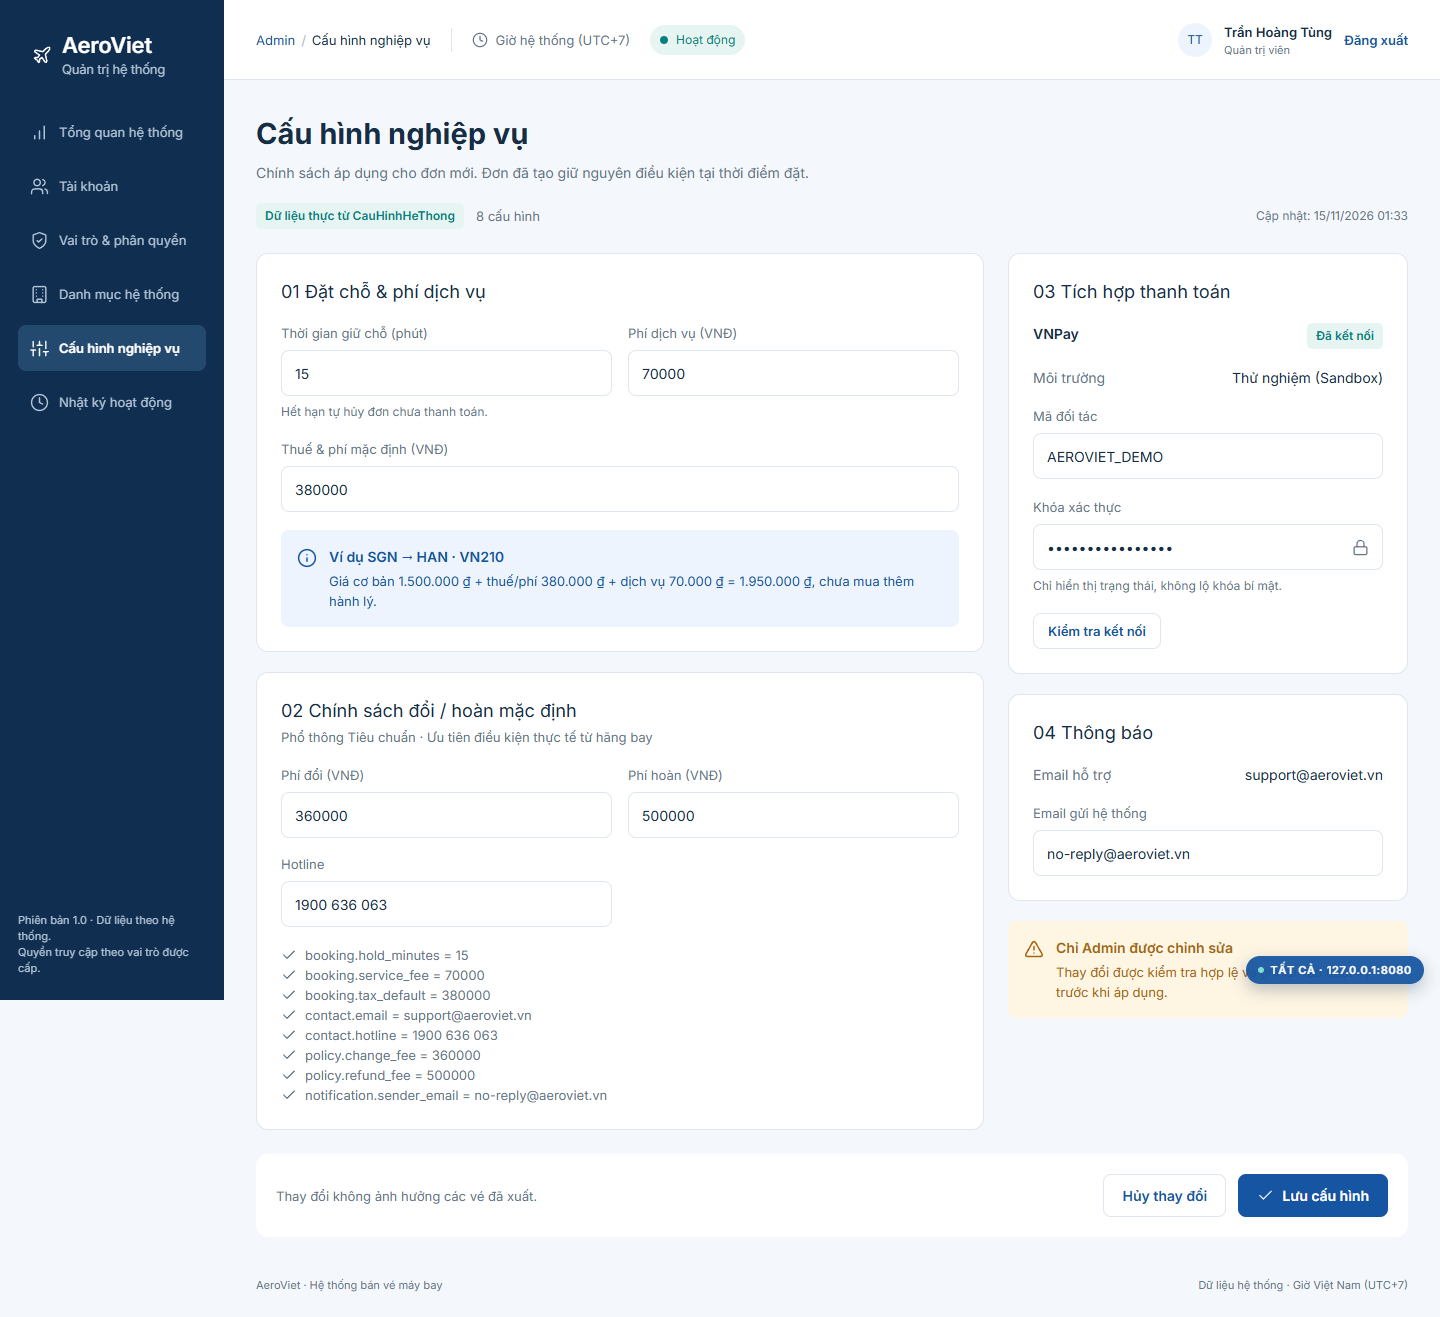 AeroViet
Quản trị hệ thống
Tổng quan hệ thống
Tài khoản
Vai trò & phân quyền
Danh mục hệ thống
Cấu hình nghiệp vụ
Nhật ký hoạt động
Phiên bản 1.0 · Dữ liệu theo hệ
thống.
Quyền truy cập theo vai trò được
cấp.
Admin / Cấu hình nghiệp vụ
Giờ hệ thống (UTC+7)
Hoạt động
TT
Trần Hoàng Tùng
Quản trị viên
Đăng xuất
Cấu hình nghiệp vụ
Chính sách áp dụng cho đơn mới. Đơn đã tạo giữ nguyên điều kiện tại thời điểm đặt.
Dữ liệu thực từ CauHinhHeThong
8 cấu hình
Cập nhật: 15/11/2026 01:33
01 Đặt chỗ & phí dịch vụ
Thời gian giữ chỗ (phút)
Phí dịch vụ (VNĐ)
15
70000
Hết hạn tự hủy đơn chưa thanh toán.
Thuế & phí mặc định (VNĐ)
380000
Ví dụ SGN → HAN · VN210
Giá cơ bản 1.500.000 ₫ + thuế/phí 380.000 ₫ + dịch vụ 70.000 ₫ = 1.950.000 ₫, chưa mua thêm
hành lý.
02 Chính sách đổi / hoàn mặc định
Phổ thông Tiêu chuẩn · Ưu tiên điều kiện thực tế từ hãng bay
Phí đổi (VNĐ)
Phí hoàn (VNĐ)
360000
500000
Hotline
1900 636 063
booking.hold_minutes = 15
booking.service_fee = 70000
booking.tax_default = 380000
contact.email = support@aeroviet.vn
contact.hotline = 1900 636 063
policy.change_fee = 360000
policy.refund_fee = 500000
notification.sender_email = no-reply@aeroviet.vn
03 Tích hợp thanh toán
VNPay
Đã kết nối
Môi trường
Thử nghiệm (Sandbox)
Mã đối tác
AEROVIET_DEMO
Khóa xác thực
••••••••••••••••
Chỉ hiển thị trạng thái, không lộ khóa bí mật.
Kiểm tra kết nối
04 Thông báo
Email hỗ trợ
support@aeroviet.vn
Email gửi hệ thống
no-reply@aeroviet.vn
Chỉ Admin được chỉnh sửa
Thay đổi được kiểm tra hợp lệ
trước khi áp dụng.
TẤT CẢ · 127.0.0.1:8080
Thay đổi không ảnh hưởng các vé đã xuất.
Hủy thay đổi
Lưu cấu hình
AeroViet · Hệ thống bán vé máy bay
Dữ liệu hệ thống · Giờ Việt Nam (UTC+7)